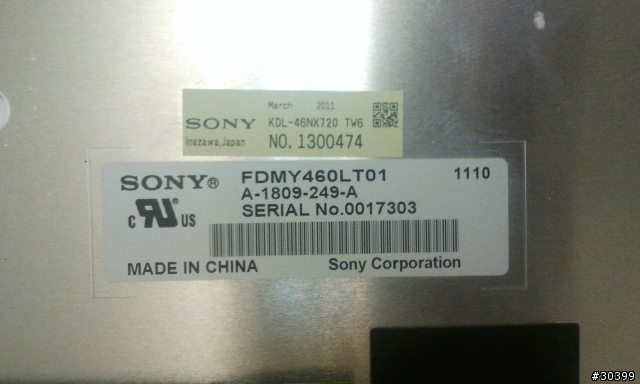 March 2011
SONY KDL-46NX720 TW6
Inazawa,Japan NO. 1300474
SONY® FDMY460LT01 1110
A-1809-249-A
SERIAL No.0017303
c RU US
MADE IN CHINA Sony Corporation
#30399